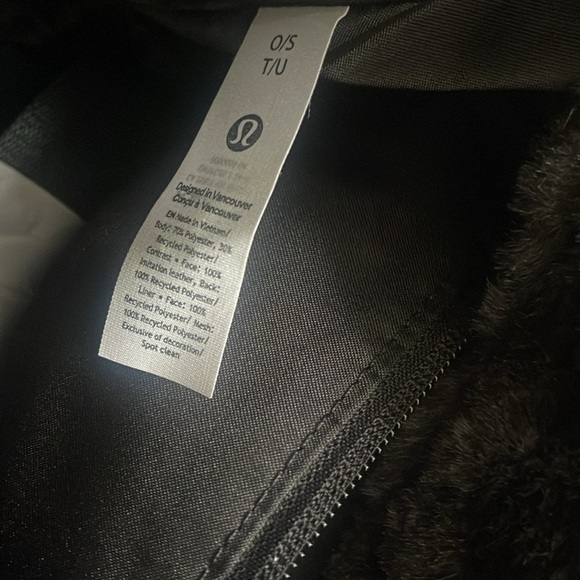 O/S
T/U
Designed in Vancouver
Conçu à Vancouver
EN Made in Vietnam/
Body: 70% Polyester, 30%
Recycled Polyester/
Contrast • Face: 100%
Imitation leather, Back:
100% Recycled Polyester/
Liner • Face: 100%
Recycled Polyester/ Mesh:
100% Recycled Polyester/
Exclusive of decoration/
Spot clean